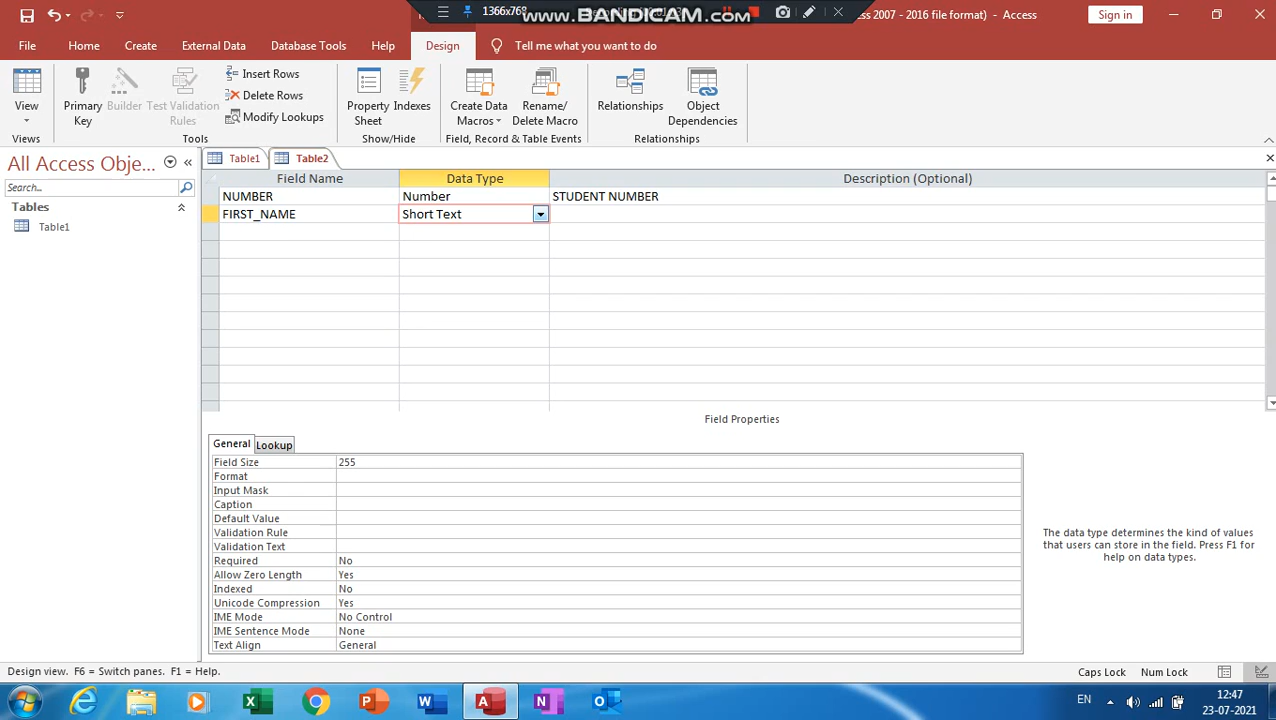 1366x768
www.BANDICAM.com
ess 2007 - 2016 file format) - Access
Sign in
File
Home
Create
External Data
Database Tools
Help
Design
Tell me what you want to do
View
Primary Key
Builder
Test Validation Rules
Insert Rows
Delete Rows
Modify Lookups
Property Sheet
Indexes
Create Data Macros
Rename/ Delete Macro
Relationships
Object Dependencies
Views
Tools
Show/Hide
Field, Record & Table Events
Relationships
All Access Obje...
Search...
Tables
Table1
Table1
Table2
Field Name
Data Type
Description (Optional)
NUMBER
Number
STUDENT NUMBER
FIRST_NAME
Short Text
Field Properties
General
Lookup
Field Size 255
Format
Input Mask
Caption
Default Value
Validation Rule
Validation Text
Required No
Allow Zero Length Yes
Indexed No
Unicode Compression Yes
IME Mode No Control
IME Sentence Mode None
Text Align General
The data type determines the kind of values
that users can store in the field. Press F1 for
help on data types.
Design view. F6 = Switch panes. F1 = Help.
Caps Lock
Num Lock
EN
12:47
23-07-2021